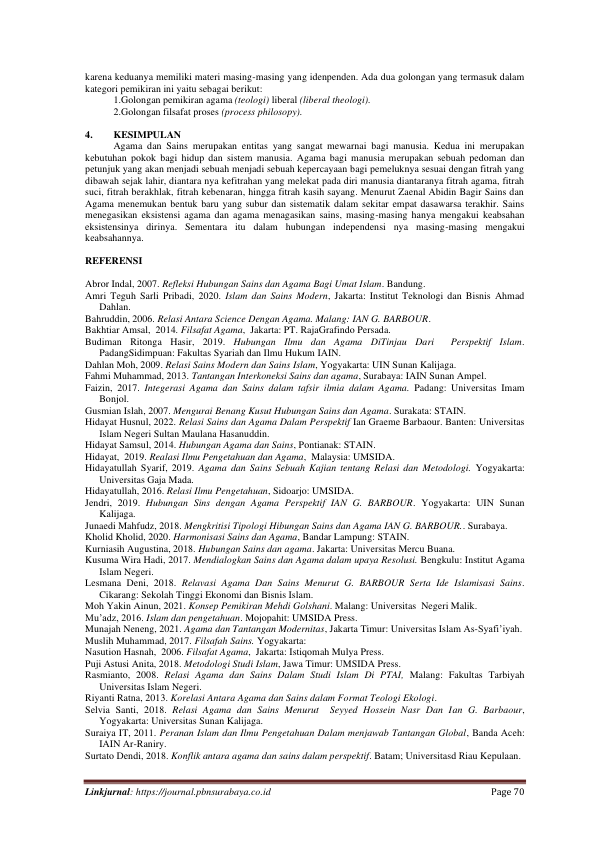 karena keduanya memiliki materi masing-masing yang idenpenden. Ada dua golongan yang termasuk dalam
kategori pemikiran ini yaitu sebagai berikut:
1.Golongan pemikiran agama (teologi) liberal (liberal theologi).
2.Golongan filsafat proses (process philosopy).
4. KESIMPULAN
Agama dan Sains merupakan entitas yang sangat mewarnai bagi manusia. Kedua ini merupakan
kebutuhan pokok bagi hidup dan sistem manusia. Agama bagi manusia merupakan sebuah pedoman dan
petunjuk yang akan menjadi sebuah menjadi sebuah kepercayaan bagi pemeluknya sesuai dengan fitrah yang
dibawah sejak lahir, diantara nya kefitrahan yang melekat pada diri manusia diantaranya fitrah agama, fitrah
suci, fitrah berakhlak, fitrah kebenaran, hingga fitrah kasih sayang. Menurut Zaenal Abidin Bagir Sains dan
Agama menemukan bentuk baru yang subur dan sistematik dalam sekitar empat dasawarsa terakhir. Sains
menegasikan eksistensi agama dan agama menagasikan sains, masing-masing hanya mengakui keabsahan
eksistensinya dirinya. Sementara itu dalam hubungan independensi nya masing-masing mengakui
keabsahannya.
REFERENSI
Abror Indal, 2007. Refleksi Hubungan Sains dan Agama Bagi Umat Islam. Bandung.
Amri Teguh Sarli Pribadi, 2020. Islam dan Sains Modern, Jakarta: Institut Teknologi dan Bisnis Ahmad
Dahlan.
Bahruddin, 2006. Relasi Antara Science Dengan Agama. Malang: IAN G. BARBOUR.
Bakhtiar Amsal, 2014. Filsafat Agama, Jakarta: PT. RajaGrafindo Persada.
Budiman Ritonga Hasir, 2019. Hubungan Ilmu dan Agama DiTinjau Dari Perspektif Islam.
PadangSidimpuan: Fakultas Syariah dan Ilmu Hukum IAIN.
Dahlan Moh, 2009. Relasi Sains Modern dan Sains Islam, Yogyakarta: UIN Sunan Kalijaga.
Fahmi Muhammad, 2013. Tantangan Interkoneksi Sains dan agama, Surabaya: IAIN Sunan Ampel.
Faizin, 2017. Integerasi Agama dan Sains dalam tafsir ilmia dalam Agama. Padang: Universitas Imam
Bonjol.
Gusmian Islah, 2007. Mengurai Benang Kusut Hubungan Sains dan Agama. Surakata: STAIN.
Hidayat Husnul, 2022. Relasi Sains dan Agama Dalam Perspektif Ian Graeme Barbaour. Banten: Universitas
Islam Negeri Sultan Maulana Hasanuddin.
Hidayat Samsul, 2014. Hubungan Agama dan Sains, Pontianak: STAIN.
Hidayat, 2019. Realasi Ilmu Pengetahuan dan Agama, Malaysia: UMSIDA.
Hidayatullah Syarif, 2019. Agama dan Sains Sebuah Kajian tentang Relasi dan Metodologi. Yogyakarta:
Universitas Gaja Mada.
Hidayatullah, 2016. Relasi Ilmu Pengetahuan, Sidoarjo: UMSIDA.
Jendri, 2019. Hubungan Sins dengan Agama Perspektif IAN G. BARBOUR. Yogyakarta: UIN Sunan
Kalijaga.
Junaedi Mahfudz, 2018. Mengkritisi Tipologi Hibungan Sains dan Agama IAN G. BARBOUR.. Surabaya.
Kholid Kholid, 2020. Harmonisasi Sains dan Agama, Bandar Lampung: STAIN.
Kurniasih Augustina, 2018. Hubungan Sains dan agama. Jakarta: Universitas Mercu Buana.
Kusuma Wira Hadi, 2017. Mendialogkan Sains dan Agama dalam upaya Resolusi. Bengkulu: Institut Agama
Islam Negeri.
Lesmana Deni, 2018. Relavasi Agama Dan Sains Menurut G. BARBOUR Serta Ide Islamisasi Sains.
Cikarang: Sekolah Tinggi Ekonomi dan Bisnis Islam.
Moh Yakin Ainun, 2021. Konsep Pemikiran Mehdi Golshani. Malang: Universitas Negeri Malik.
Mu’adz, 2016. Islam dan pengetahuan. Mojopahit: UMSIDA Press.
Munajah Neneng, 2021. Agama dan Tantangan Modernitas, Jakarta Timur: Universitas Islam As-Syafi’iyah.
Muslih Muhammad, 2017. Filsafah Sains. Yogyakarta:
Nasution Hasnah, 2006. Filsafat Agama, Jakarta: Istiqomah Mulya Press.
Puji Astusi Anita, 2018. Metodologi Studi Islam, Jawa Timur: UMSIDA Press.
Rasmianto, 2008. Relasi Agama dan Sains Dalam Studi Islam Di PTAI, Malang: Fakultas Tarbiyah
Universitas Islam Negeri.
Riyanti Ratna, 2013. Korelasi Antara Agama dan Sains dalam Format Teologi Ekologi.
Selvia Santi, 2018. Relasi Agama dan Sains Menurut Seyyed Hossein Nasr Dan Ian G. Barbaour,
Yogyakarta: Universitas Sunan Kalijaga.
Suraiya IT, 2011. Peranan Islam dan Ilmu Pengetahuan Dalam menjawab Tantangan Global, Banda Aceh:
IAIN Ar-Raniry.
Surtato Dendi, 2018. Konflik antara agama dan sains dalam perspektif. Batam; Universitasd Riau Kepulaan.
Linkjurnal: https://journal.pbnsurabaya.co.id Page 70